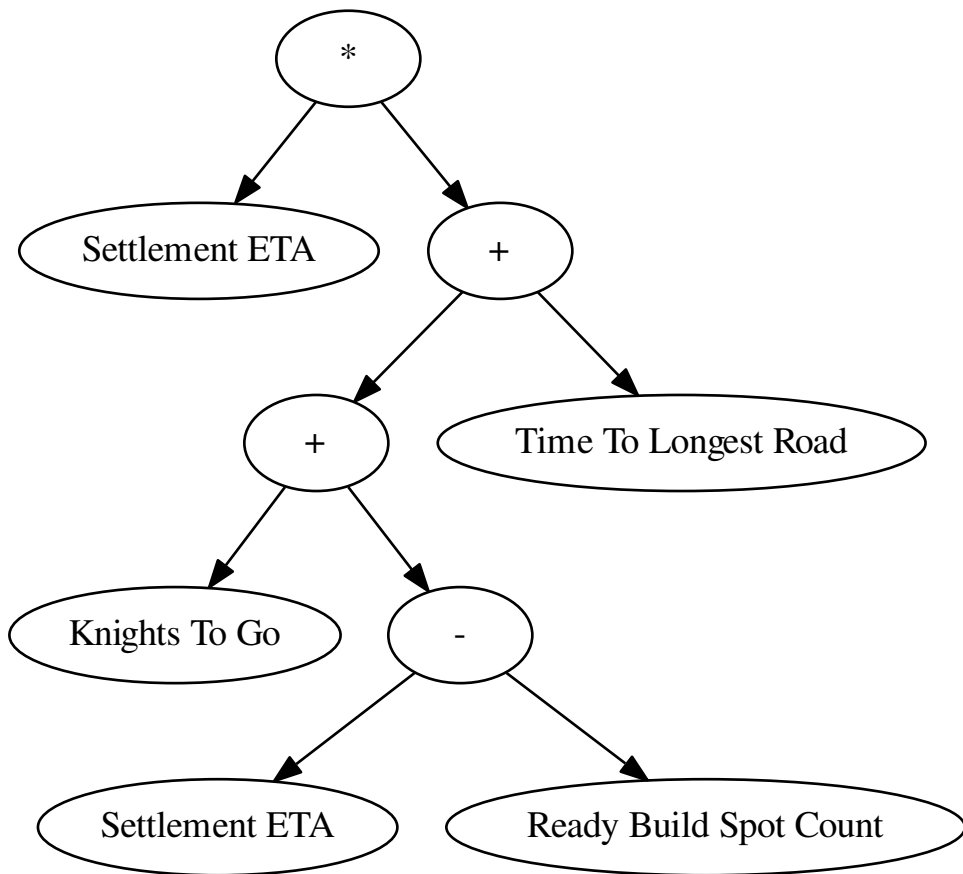 *
Settlement ETA
+
+
Time To Longest Road
Knights To Go
-
Settlement ETA
Ready Build Spot Count